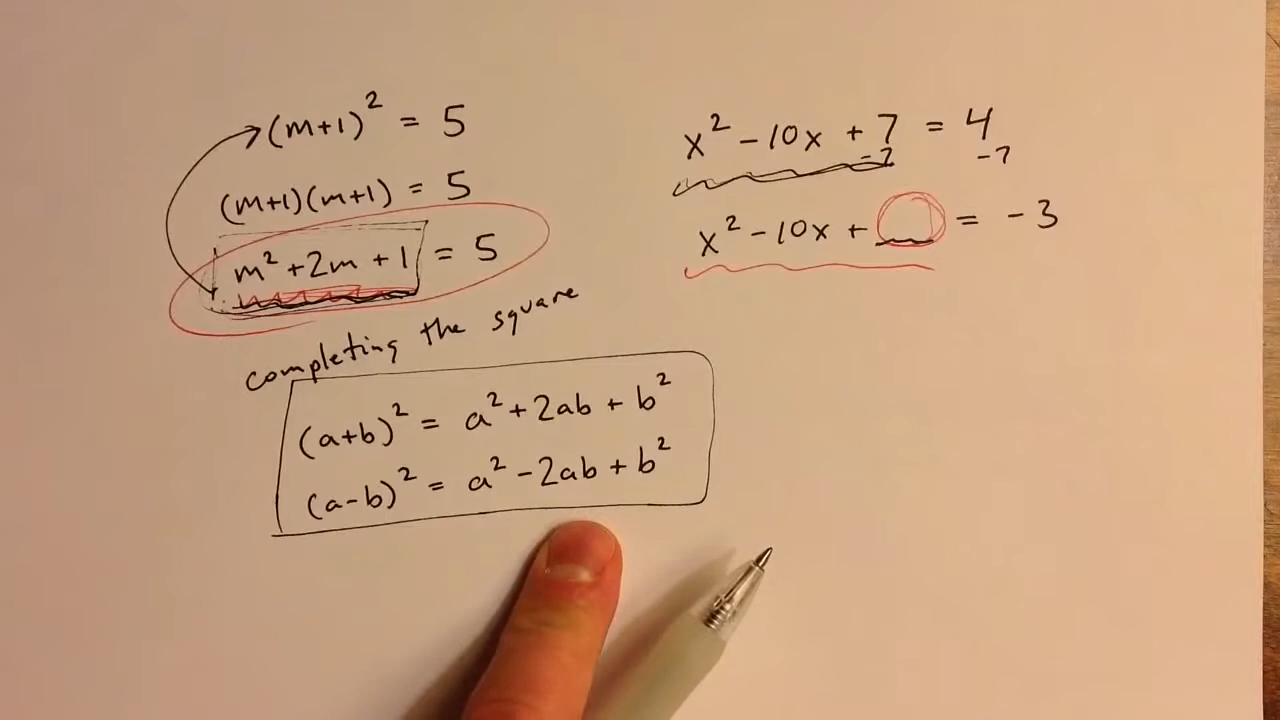 (m+1)² = 5
(m+1)(m+1) = 5
m² + 2m + 1 = 5
completing the square
(a+b)² = a² + 2ab + b²
(a-b)² = a² - 2ab + b²
x² - 10x + 7 = 4
-7 -7
x² - 10x + __ = -3